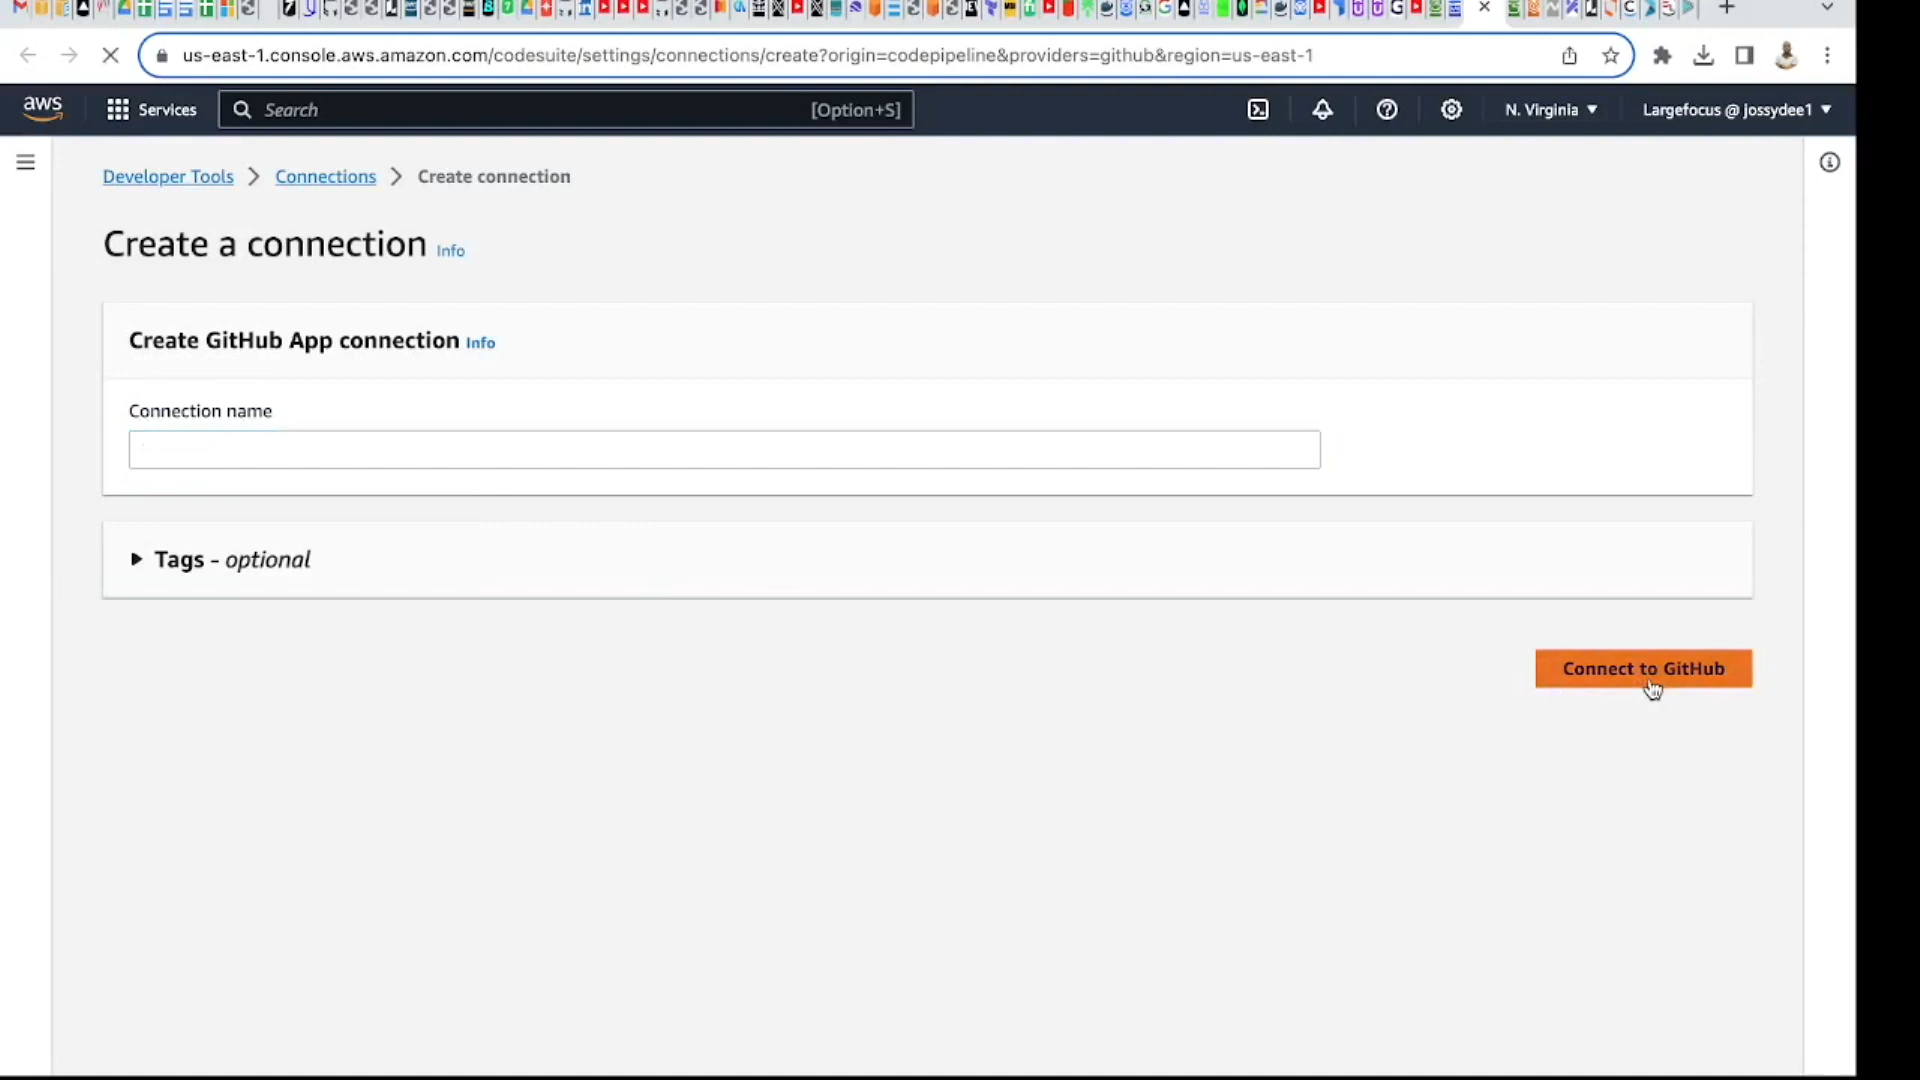 us-east-1.console.aws.amazon.com/codesuite/settings/connections/create?origin=codepipeline&providers=github&region=us-east-1
aws Services Search [Option+S] N. Virginia ▼ Largefocus @ jossydee1 ▼
Developer Tools > Connections > Create connection
Create a connection Info
Create GitHub App connection Info
Connection name
Tags - optional
Connect to GitHub